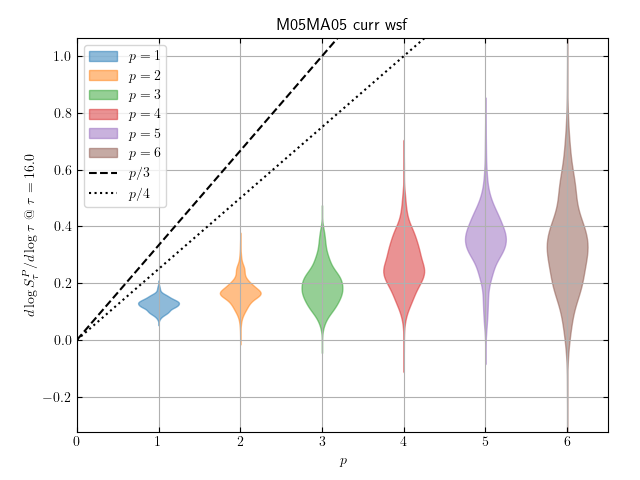 M05MA05 curr wsf
p = 1
p = 2
p = 3
p = 4
p = 5
p = 6
p/3
p/4
d log S_τ^P / d log τ @ τ = 16.0
1.0
0.8
0.6
0.4
0.2
0.0
−0.2
0 1 2 3 4 5 6
p